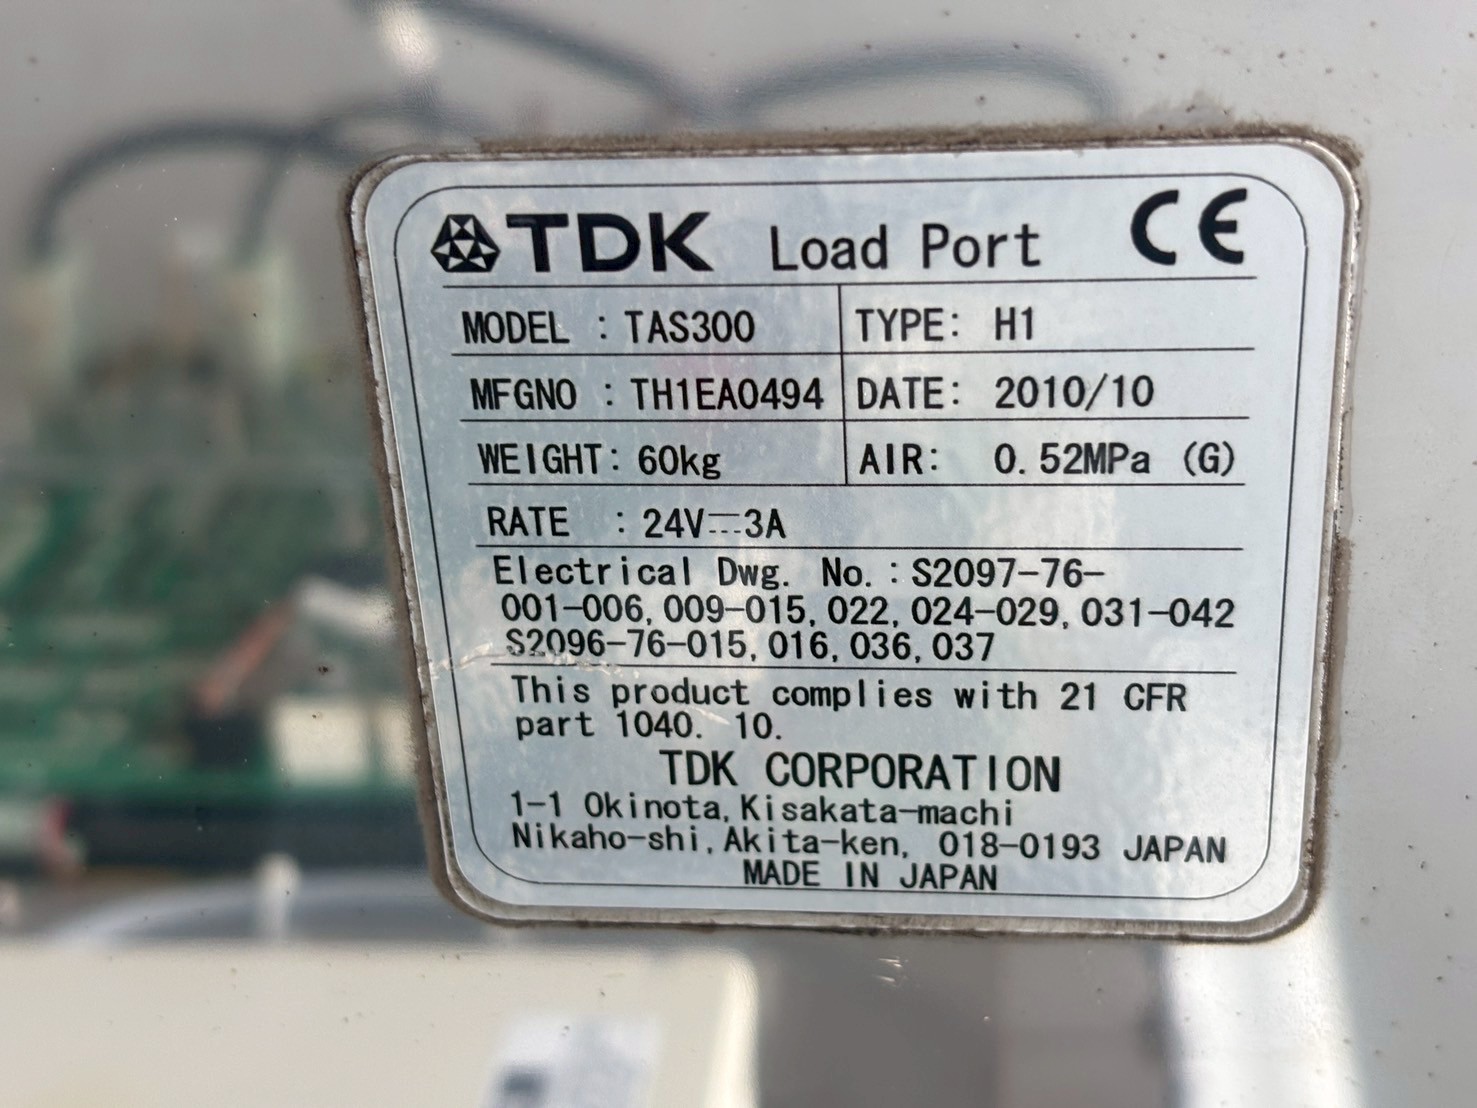 TDK Load Port CE
MODEL : TAS300 TYPE: H1
MFGNO : TH1EA0494 DATE: 2010/10
WEIGHT: 60kg AIR: 0.52MPa (G)
RATE : 24V⎓3A
Electrical Dwg. No.:S2097-76-
001-006,009-015,022,024-029,031-042
S2096-76-015,016,036,037
This product complies with 21 CFR
part 1040. 10.
TDK CORPORATION
1-1 Okinota,Kisakata-machi
Nikaho-shi,Akita-ken, 018-0193 JAPAN
MADE IN JAPAN